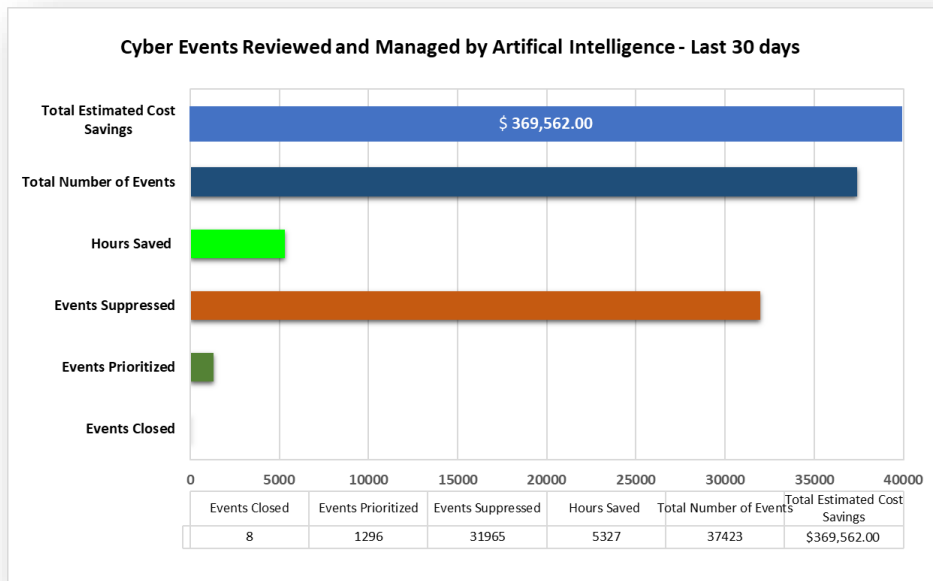 Cyber Events Reviewed and Managed by Artifical Intelligence - Last 30 days
Total Estimated Cost
Savings
$ 369,562.00
Total Number of Events
Hours Saved
Events Suppressed
Events Prioritized
Events Closed
0 5000 10000 15000 20000 25000 30000 35000 40000
Events Closed Events Prioritized Events Suppressed Hours Saved Total Number of Events Total Estimated Cost
Savings
8 1296 31965 5327 37423 $369,562.00